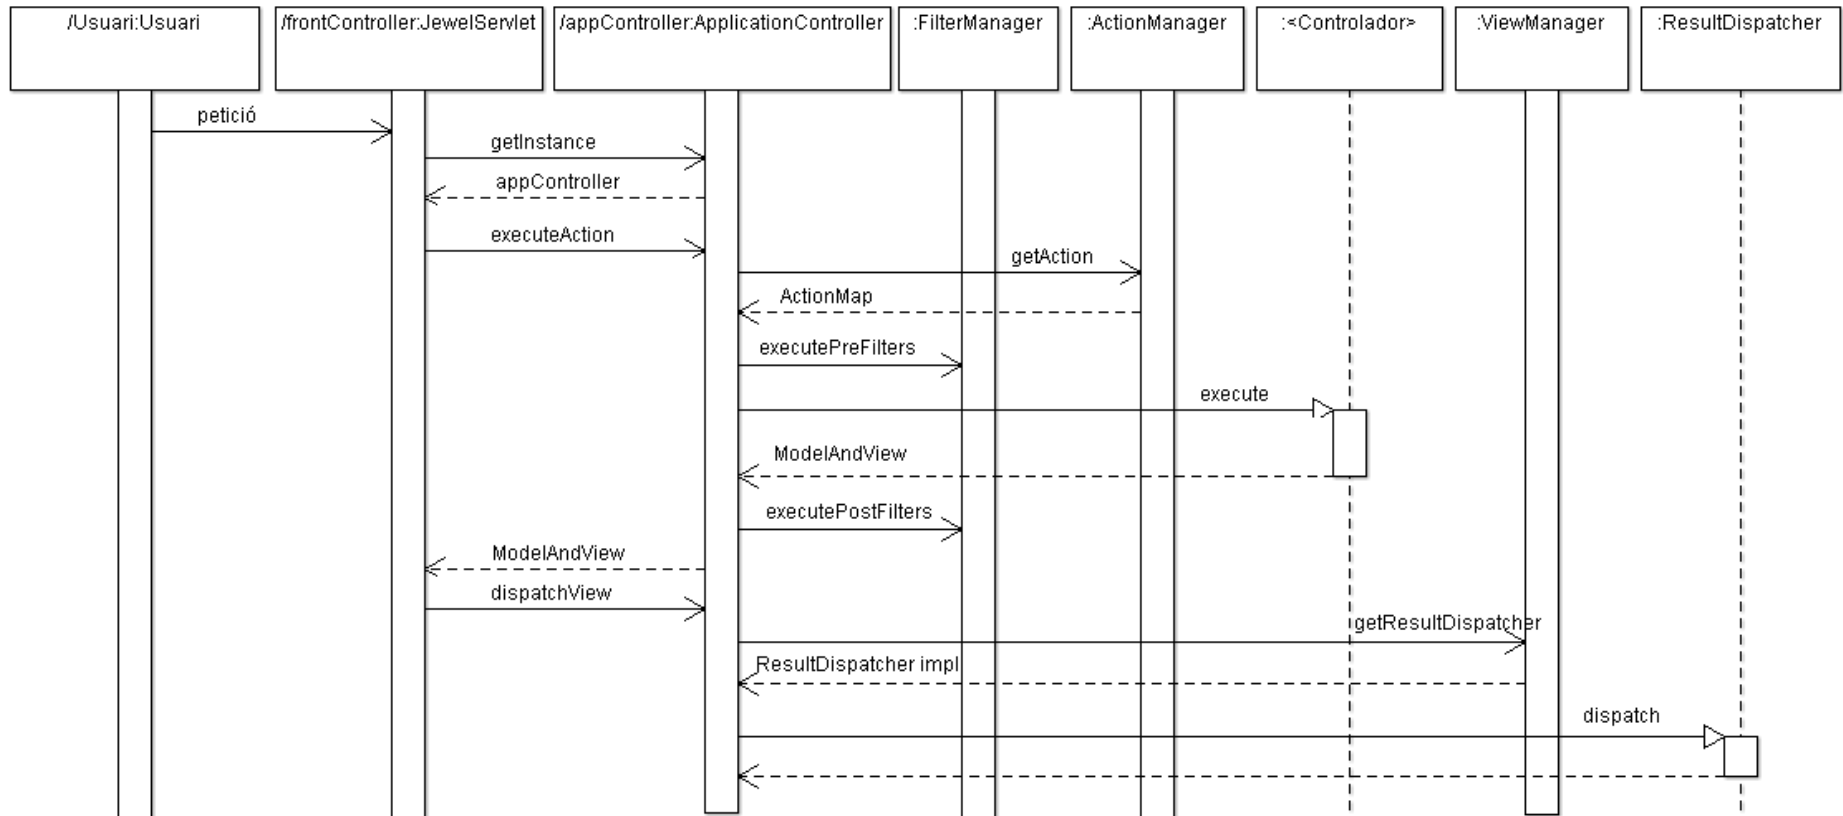 /Usuari:Usuari
/frontController:JewelServlet
/appController:ApplicationController
:FilterManager
:ActionManager
:<Controlador>
:ViewManager
:ResultDispatcher
petició
getInstance
appController
executeAction
getAction
ActionMap
executePreFilters
execute
ModelAndView
executePostFilters
ModelAndView
dispatchView
getResultDispatcher
ResultDispatcher impl
dispatch